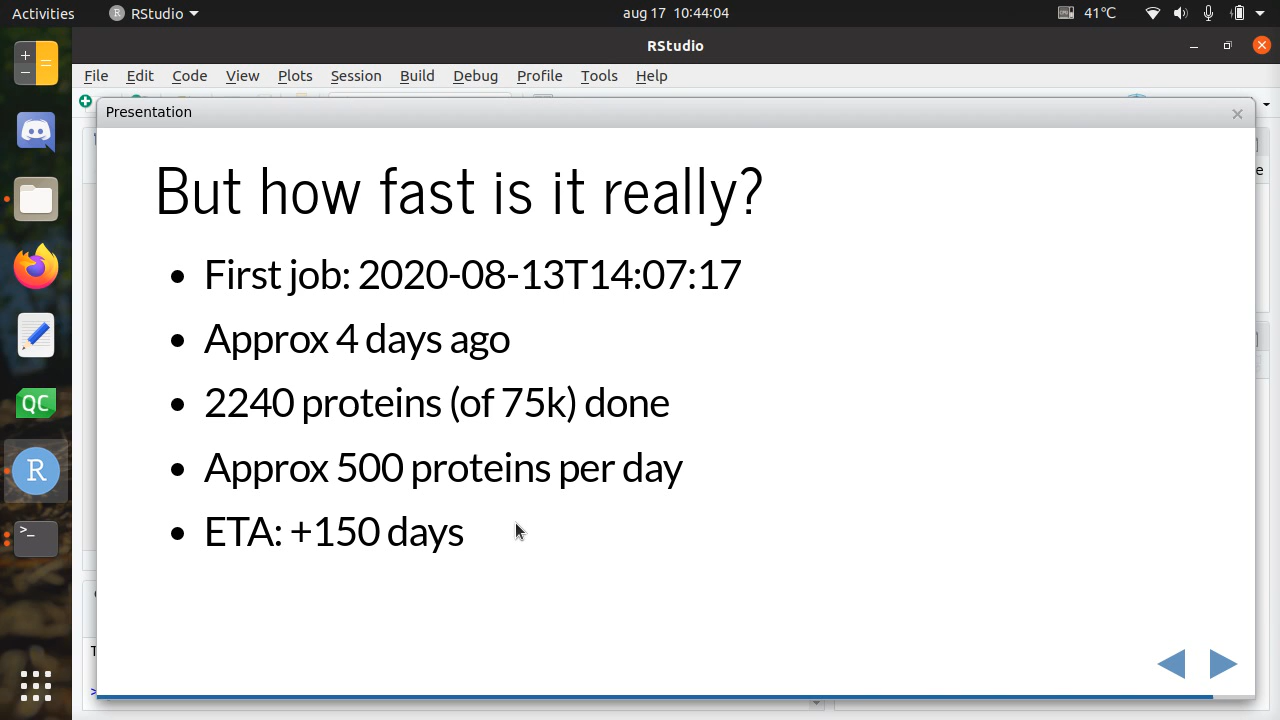 Activities RStudio aug 17 10:44:04 41°C
RStudio
File Edit Code View Plots Session Build Debug Profile Tools Help
Presentation
But how fast is it really?
First job: 2020-08-13T14:07:17
Approx 4 days ago
2240 proteins (of 75k) done
Approx 500 proteins per day
ETA: +150 days
QC
R
>_